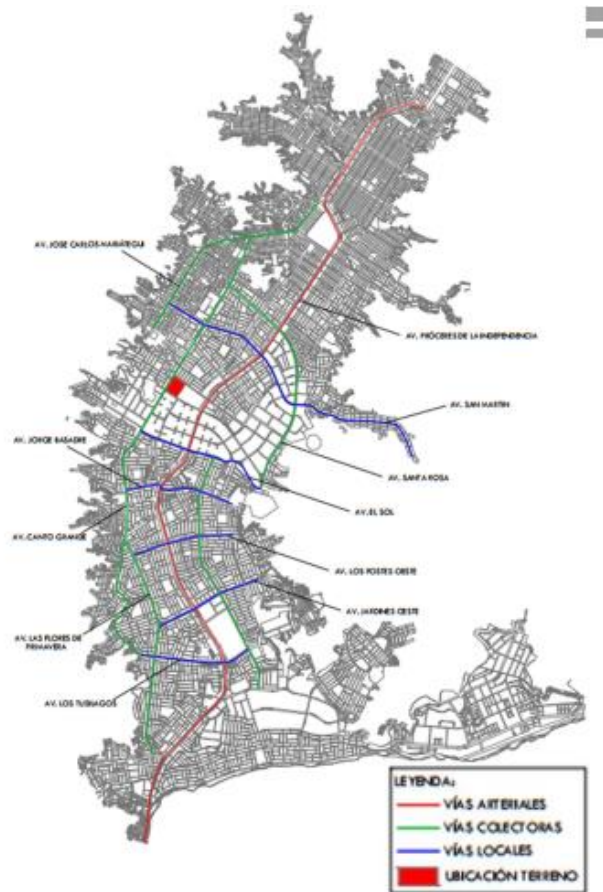 AV. JOSE CARLOS MARIÁTEGUI
AV. PRÓCERES DE LA INDEPENDENCIA
AV. SAN MARTIN
AV. JORGE BASADRE
AV. SANTA ROSA
AV. EL SOL
AV. CANTO GRANDE
AV. LOS POSTES OESTE
AV. JARDINES OESTE
AV. LAS FLORES DE
PRIMAVERA
AV. LOS TUSILAGOS
LEYENDA:
VÍAS ARTERIALES
VÍAS COLECTORAS
VÍAS LOCALES
UBICACIÓN TERRENO